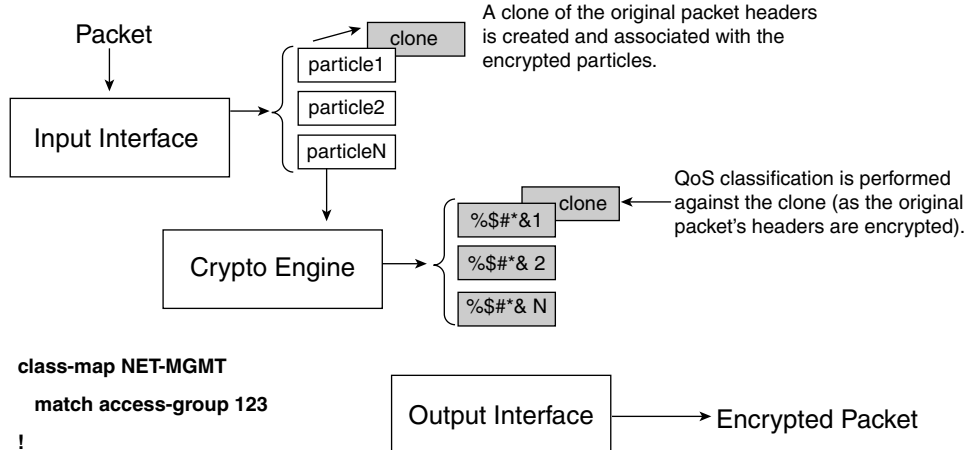 Packet
Input Interface
particle1
particle2
particleN
clone
A clone of the original packet headers
is created and associated with the
encrypted particles.
Crypto Engine
%$#*&1
%$#*& 2
%$#*& N
clone
QoS classification is performed
against the clone (as the original
packet's headers are encrypted).
class-map NET-MGMT
match access-group 123
!
Output Interface
Encrypted Packet